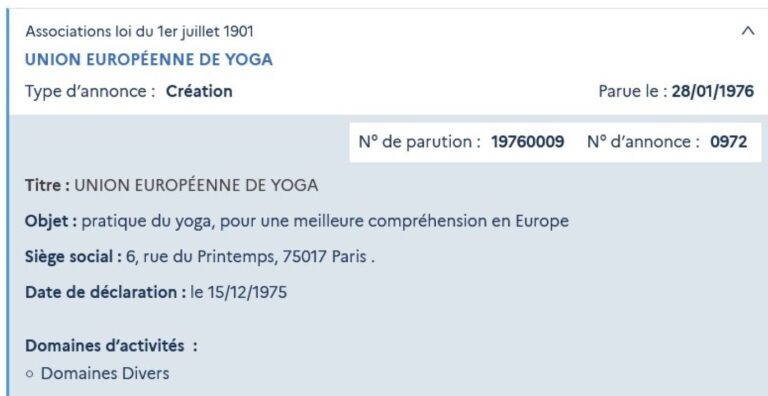 Associations loi du 1er juillet 1901
UNION EUROPÉENNE DE YOGA
Type d'annonce : Création Parue le : 28/01/1976
N° de parution : 19760009 N° d'annonce : 0972
Titre : UNION EUROPÉENNE DE YOGA
Objet : pratique du yoga, pour une meilleure compréhension en Europe
Siège social : 6, rue du Printemps, 75017 Paris .
Date de déclaration : le 15/12/1975
Domaines d'activités :
Domaines Divers